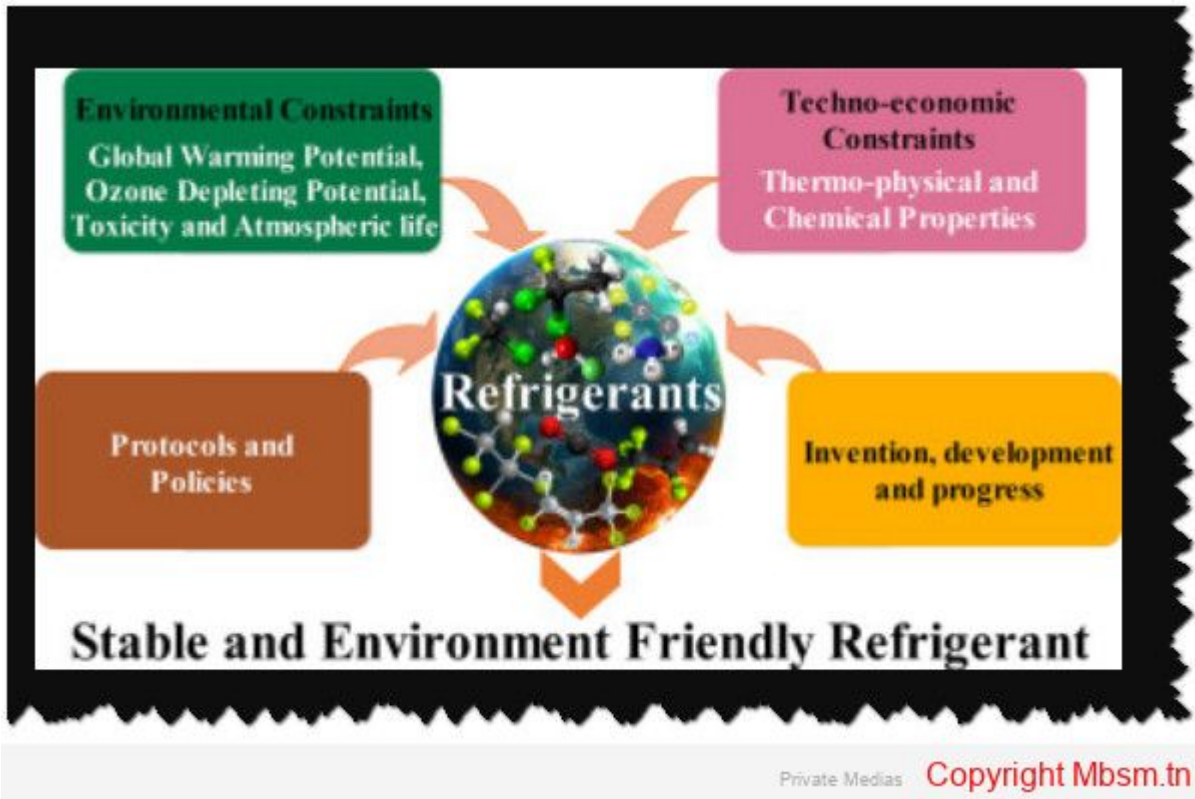 Environmental Constraints
Global Warming Potential,
Ozone Depleting Potential,
Toxicity and Atmospheric life
Techno-economic
Constraints
Thermo-physical and
Chemical Properties
Refrigerants
Protocols and
Policies
Invention, development
and progress
Stable and Environment Friendly Refrigerant
Private Medias
Copyright Mbsm.tn